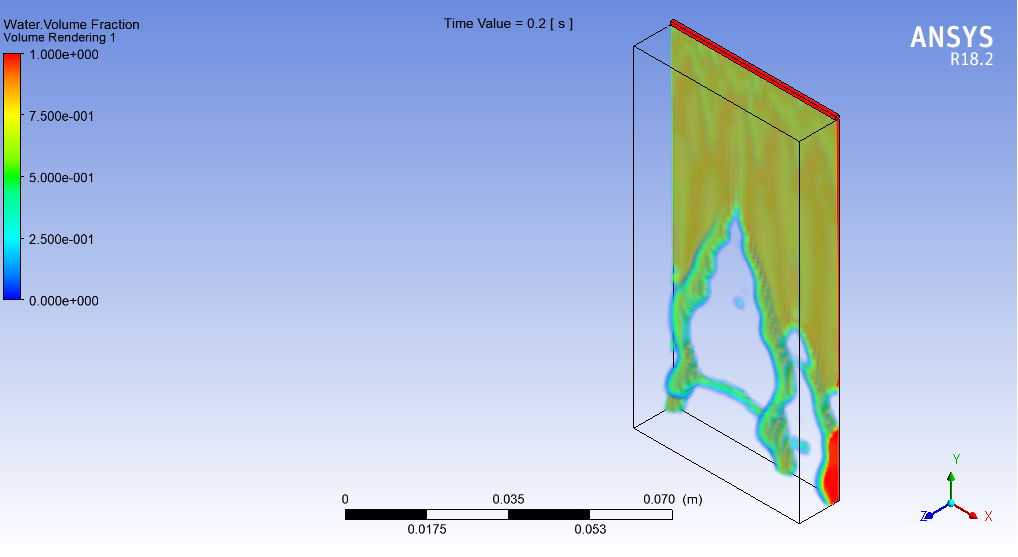 Water.Volume Fraction
Volume Rendering 1
1.000e+000
7.500e-001
5.000e-001
2.500e-001
0.000e+000
Time Value = 0.2 [ s ]
ANSYS
R18.2
0 0.035 0.070 (m)
0.0175 0.053
Y
Z X